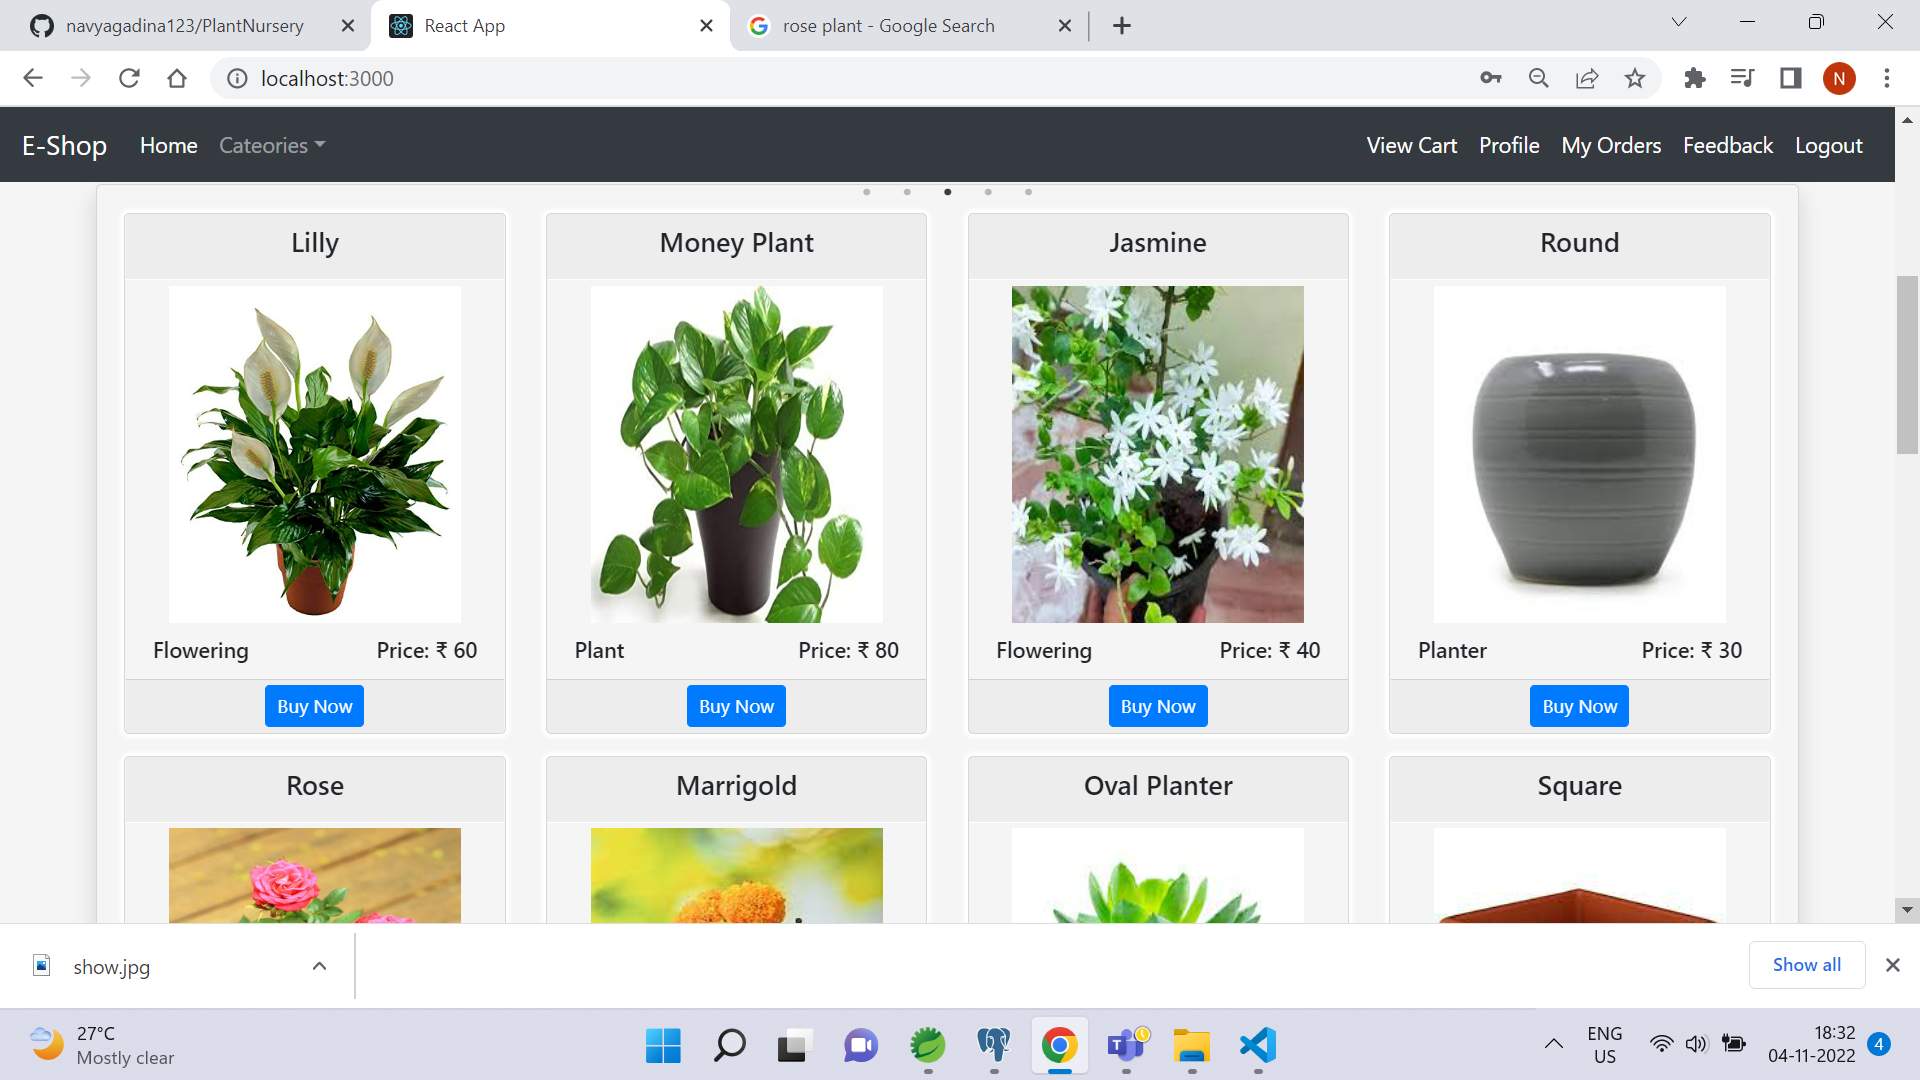 navyagadina123/PlantNursery
React App
rose plant - Google Search
localhost:3000
N
E-Shop Home Cateories View Cart Profile My Orders Feedback Logout
Lilly Money Plant Jasmine Round
Flowering Price: ₹ 60 Plant Price: ₹ 80 Flowering Price: ₹ 40 Planter Price: ₹ 30
Buy Now Buy Now Buy Now Buy Now
Rose Marrigold Oval Planter Square
show.jpg
Show all
27°C
Mostly clear
T
ENG
US
18:32
04-11-2022
4